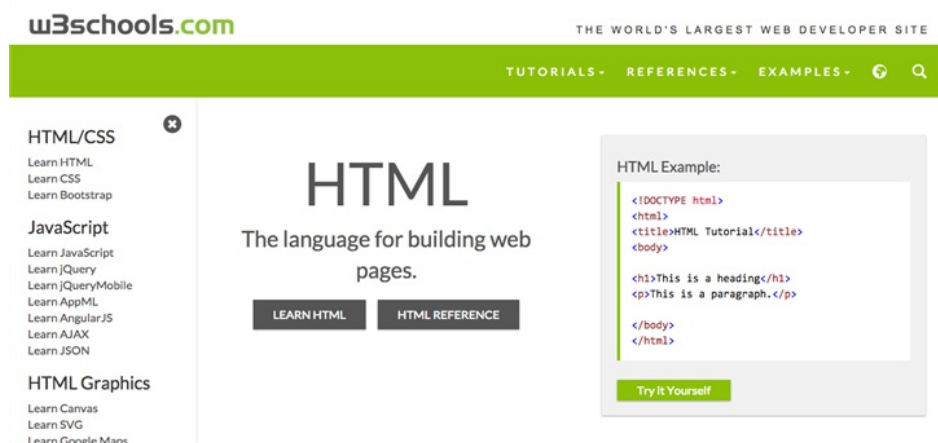 w3schools.com
THE WORLD'S LARGEST WEB DEVELOPER SITE
TUTORIALS REFERENCES EXAMPLES
HTML/CSS
Learn HTML
Learn CSS
Learn Bootstrap
JavaScript
Learn JavaScript
Learn jQuery
Learn jQueryMobile
Learn AppML
Learn AngularJS
Learn AJAX
Learn JSON
HTML Graphics
Learn Canvas
Learn SVG
Learn Google Maps
HTML
The language for building web
pages.
LEARN HTML HTML REFERENCE
HTML Example:
<!DOCTYPE html>
<html>
<title>HTML Tutorial</title>
<body>
<h1>This is a heading</h1>
<p>This is a paragraph.</p>
</body>
</html>
Try it Yourself